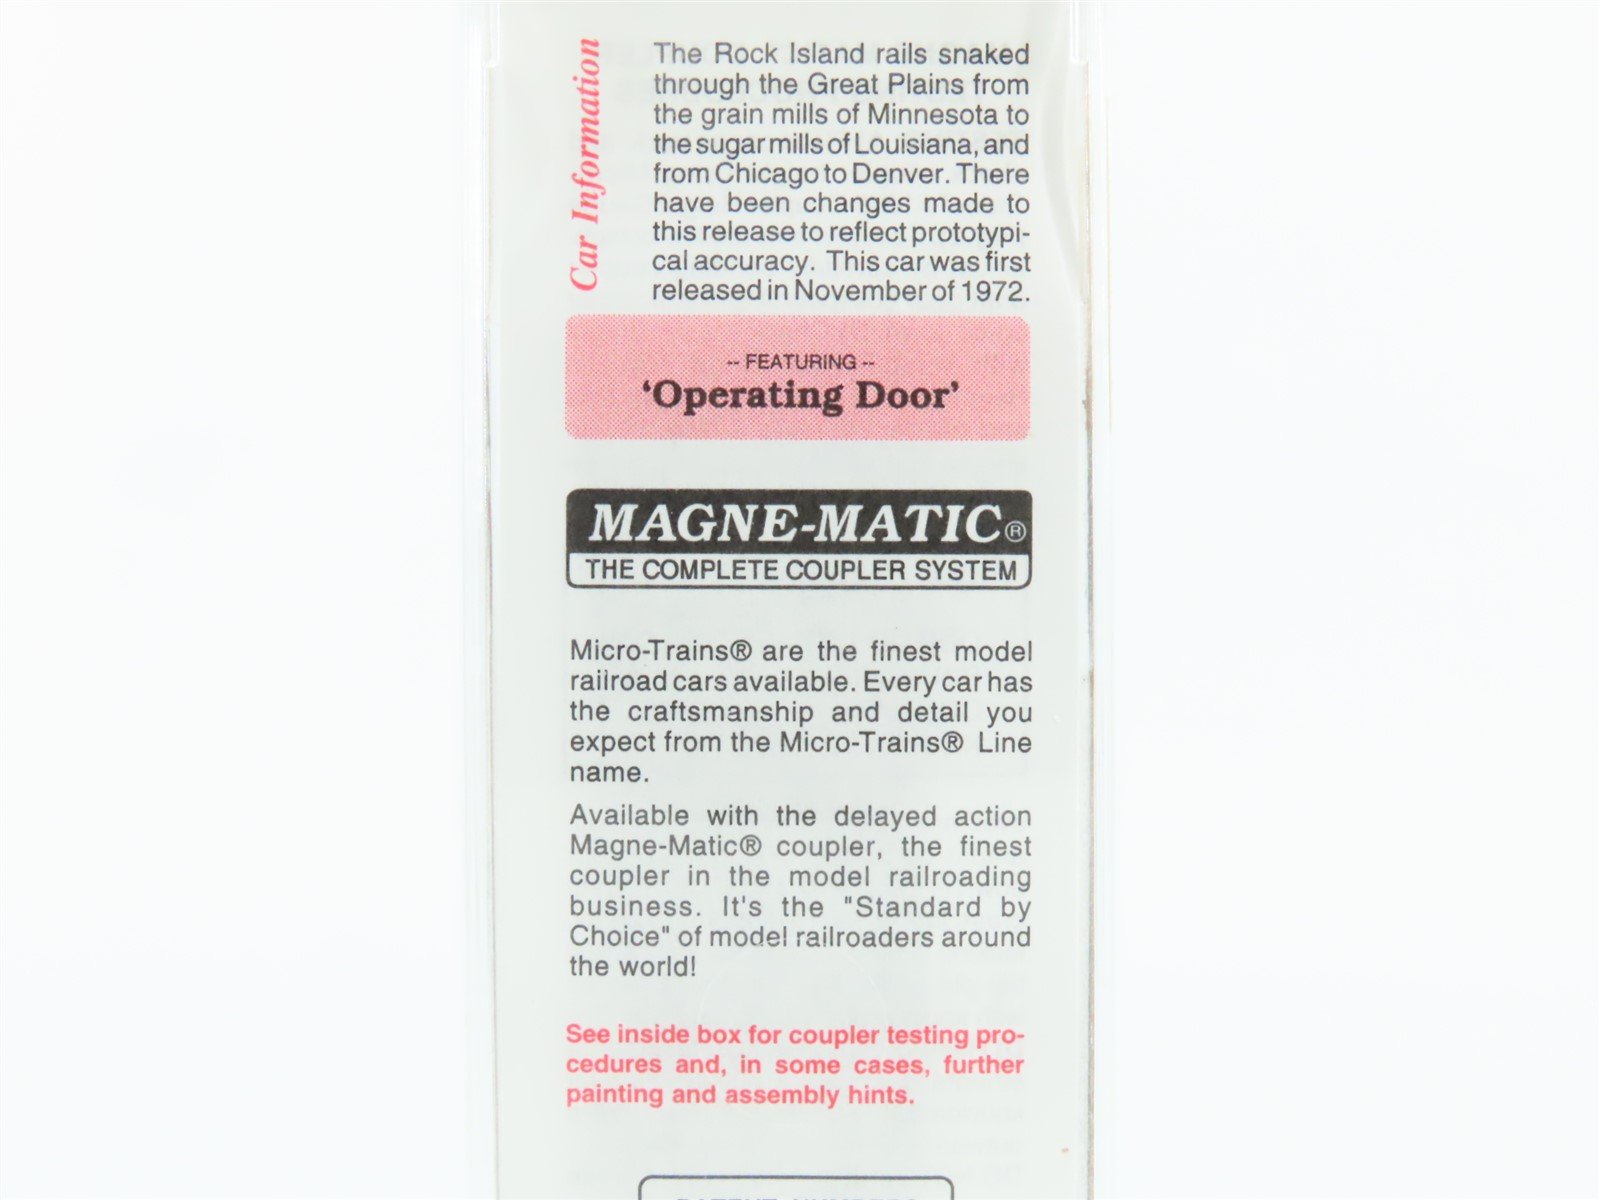 Car Information
The Rock Island rails snaked
through the Great Plains from
the grain mills of Minnesota to
the sugar mills of Louisiana, and
from Chicago to Denver. There
have been changes made to
this release to reflect prototypi-
cal accuracy. This car was first
released in November of 1972.
-- FEATURING --
‘Operating Door’
MAGNE-MATIC®
THE COMPLETE COUPLER SYSTEM
Micro-Trains® are the finest model
railroad cars available. Every car has
the craftsmanship and detail you
expect from the Micro-Trains® Line
name.
Available with the delayed action
Magne-Matic® coupler, the finest
coupler in the model railroading
business. It's the "Standard by
Choice" of model railroaders around
the world!
See inside box for coupler testing pro-
cedures and, in some cases, further
painting and assembly hints.
PATENT NUMBERS